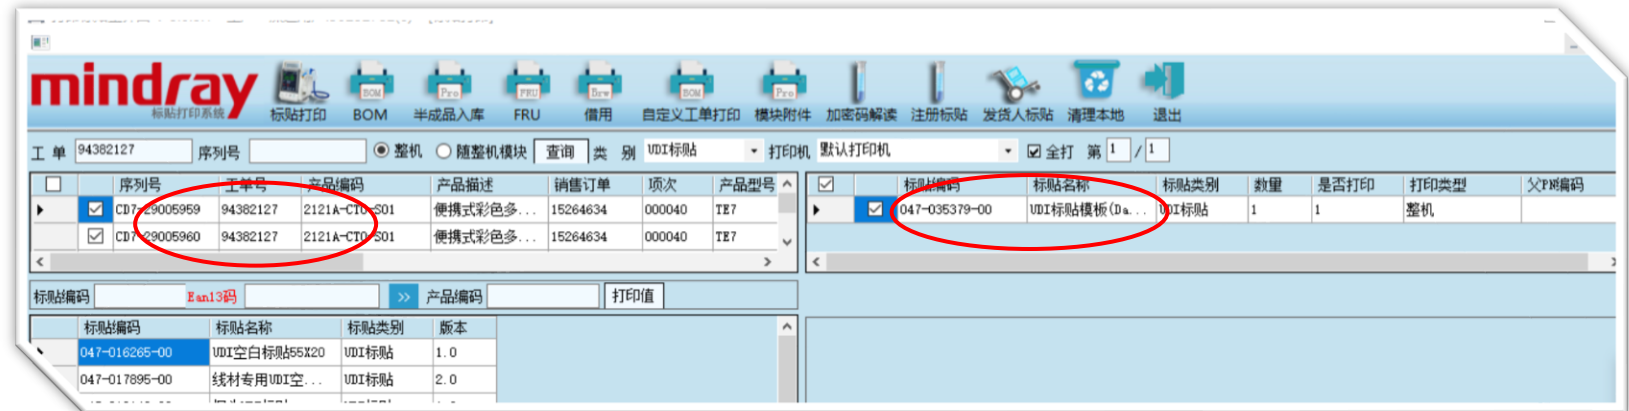 mindray
标贴打印系统
标贴打印 BOM 半成品入库 FRU 借用 自定义工单打印 模块附件 加密码解读 注册标贴 发货人标贴 清理本地 退出
工 单 94382127 序列号 整机 随整机模块 查询 类 别 UDI标贴 打印机 默认打印机 全打 第 1 / 1
序列号 工单号 产品编码 产品描述 销售订单 项次 产品型号
CD7-29005959 94382127 2121A-CTO-S01 便携式彩色多... 15264634 000040 TE7
CD7-29005960 94382127 2121A-CTO-S01 便携式彩色多... 15264634 000040 TE7
标贴编码 标贴名称 标贴类别 数量 是否打印 打印类型 父PN编码
047-035379-00 UDI标贴模板(Da... UDI标贴 1 1 整机
标贴编码 Ean13码 >> 产品编码 打印值
标贴编码 标贴名称 标贴类别 版本
047-016265-00 UDI空白标贴55X20 UDI标贴 1.0
047-017895-00 线材专用UDI空... UDI标贴 2.0